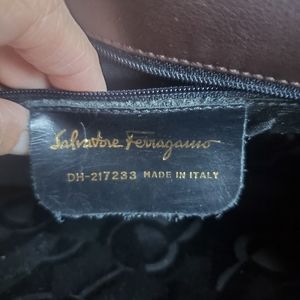 Salvatore Ferragamo
DH-217233 MADE IN ITALY